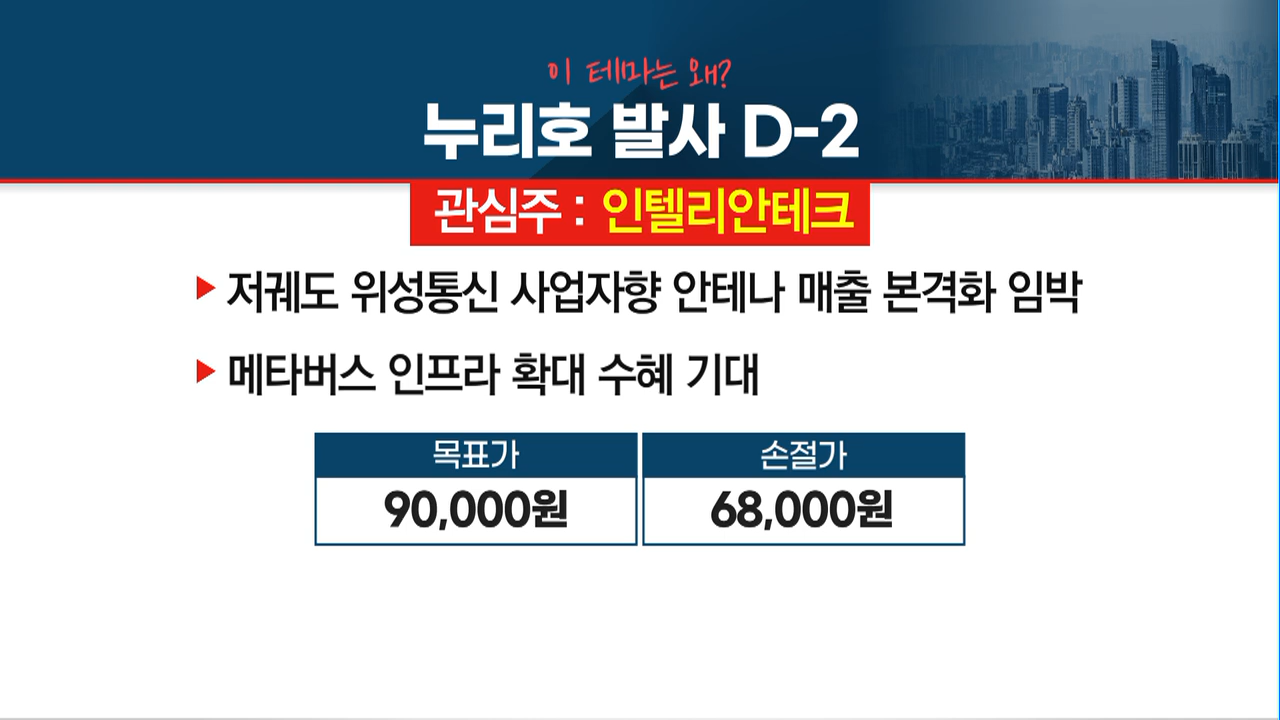 이 테마는 왜?
누리호 발사 D-2
관심주 : 인텔리안테크
▶ 저궤도 위성통신 사업자향 안테나 매출 본격화 임박
▶ 메타버스 인프라 확대 수혜 기대
목표가 손절가
90,000원 68,000원